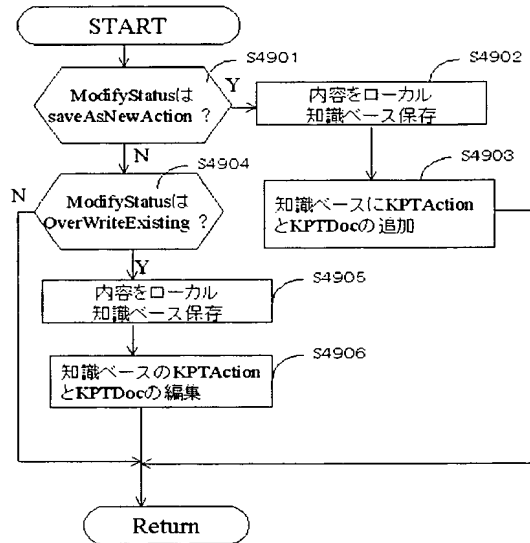 START
S4901
ModifyStatusは
saveAsNewAction ?
Y
N
S4902
内容をローカル
知識ベース保存
S4903
知識ベースにKPTAction
とKPTDocの追加
S4904
ModifyStatusは
OverWriteExisting ?
N
Y
S4905
内容をローカル
知識ベース保存
S4906
知識ベースのKPTAction
とKPTDocの編集
Return